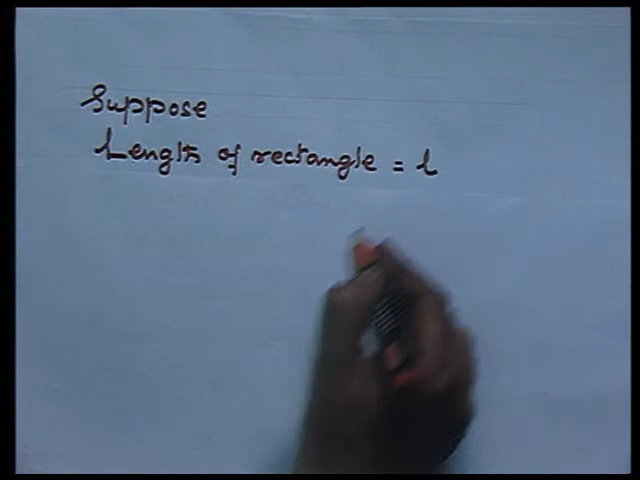 Suppose
Length of rectangle = l